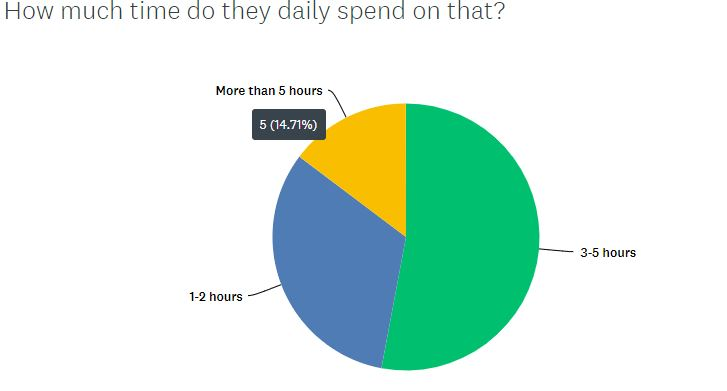 How much time do they daily spend on that?
More than 5 hours
5 (14.71%)
3-5 hours
1-2 hours